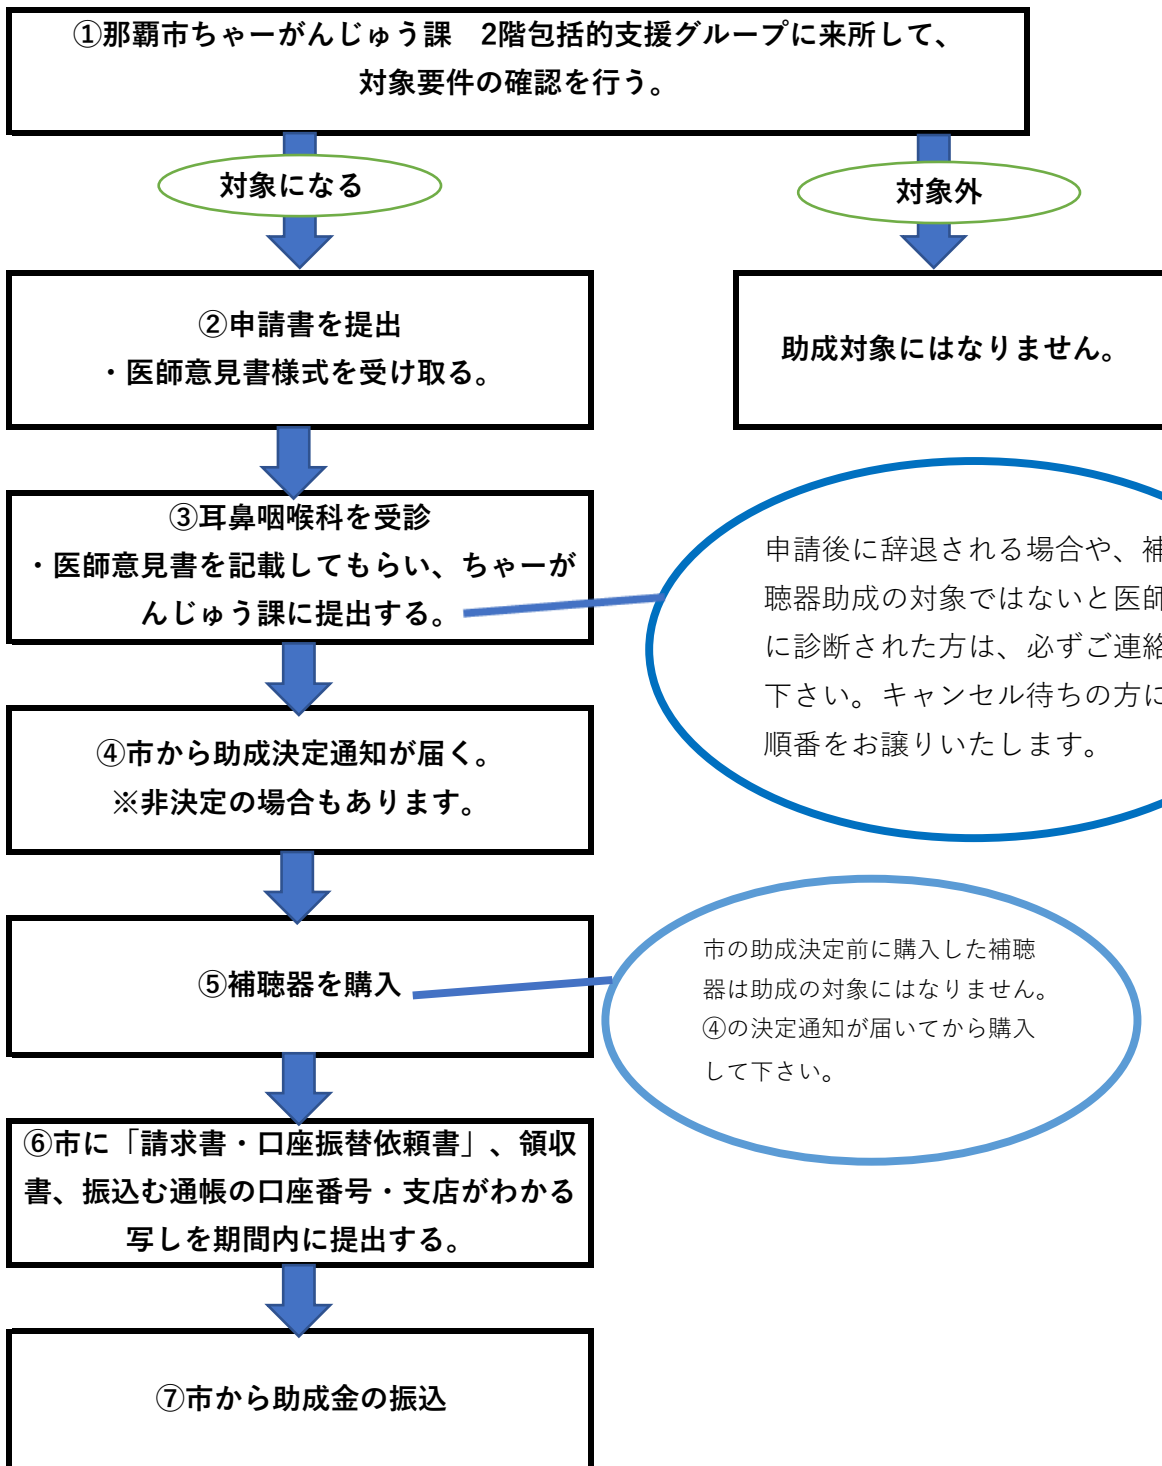 ①那覇市ちゃーがんじゅう課　2階包括的支援グループに来所して、
対象要件の確認を行う。
対象になる
対象外
②申請書を提出
・医師意見書様式を受け取る。
助成対象にはなりません。
③耳鼻咽喉科を受診
・医師意見書を記載してもらい、ちゃーが
んじゅう課に提出する。
申請後に辞退される場合や、補
聴器助成の対象ではないと医師
に診断された方は、必ずご連絡
下さい。キャンセル待ちの方に
順番をお譲りいたします。
④市から助成決定通知が届く。
※非決定の場合もあります。
⑤補聴器を購入
市の助成決定前に購入した補聴
器は助成の対象にはなりません。
④の決定通知が届いてから購入
して下さい。
⑥市に「請求書・口座振替依頼書」、領収
書、振込む通帳の口座番号・支店がわかる
写しを期間内に提出する。
⑦市から助成金の振込